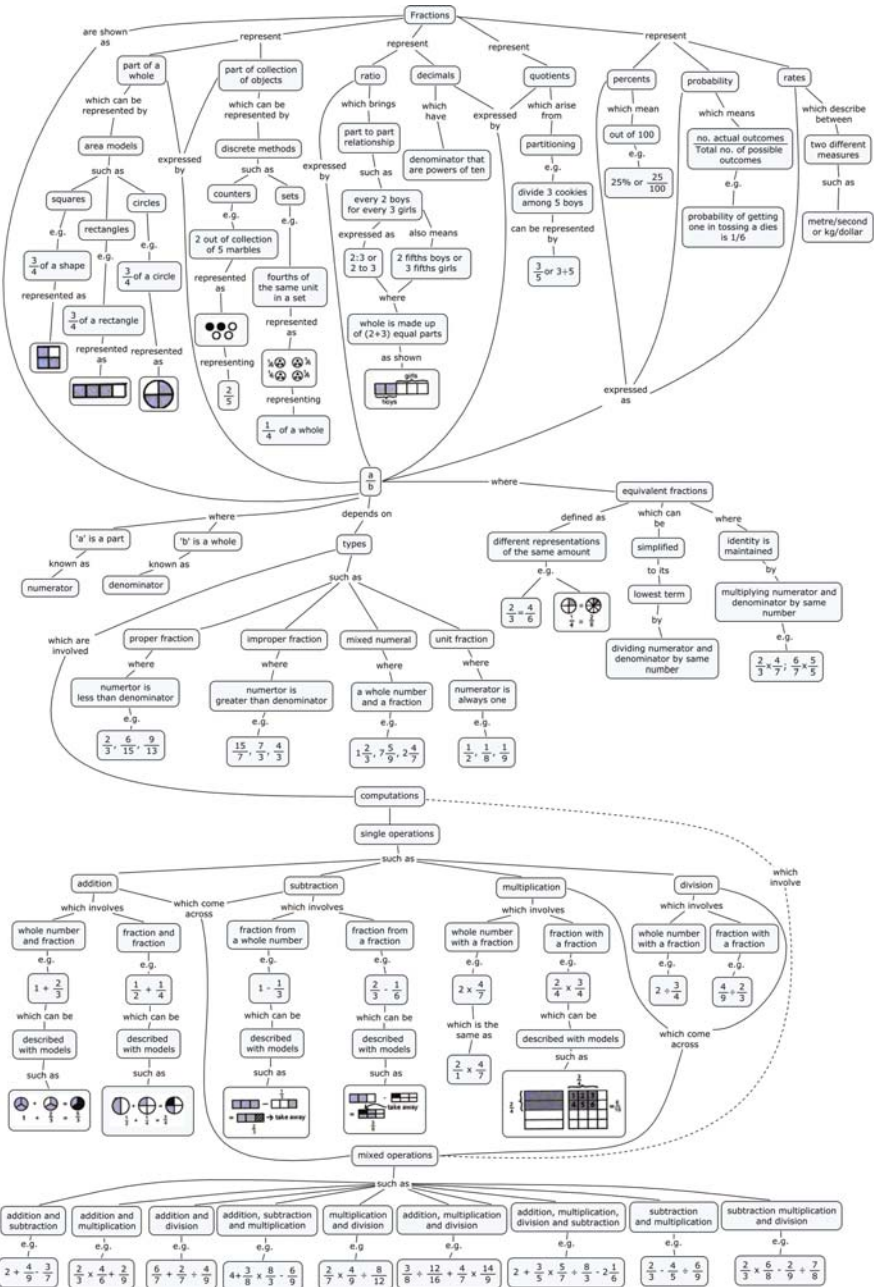 Fractions
are shown
as
represent
represent
represent
represent
part of a
whole
part of collection
of objects
ratio
decimals
quotients
percents
probability
rates
which can be
represented by
expressed
by
which can be
represented by
which brings
which
have
expressed
by
which arise
from
which mean
which means
which describe
between
area models
discrete methods
expressed
by
part to part
relationship
denominator that
are powers of ten
partitioning
out of 100
no. actual outcomes
Total no. of possible
outcomes
two different
measures
such as
such as
such as
e.g.
e.g.
e.g.
such as
squares
rectangles
circles
counters
sets
every 2 boys
for every 3 girls
divide 3 cookies
among 5 boys
25% or 25/100
probability of getting
one in tossing a dies
is 1/6
metre/second
or kg/dollar
e.g.
e.g.
e.g.
e.g.
e.g.
expressed as
also means
can be represented
by
3/4 of a shape
3/4 of a rectangle
3/4 of a circle
2 out of collection
of 5 marbles
fourths of
the same unit
in a set
2:3 or
2 to 3
2 fifths boys or
3 fifths girls
3/5 or 3÷5
represented as
represented
as
represented
as
represented
as
represented
as
where
whole is made up
of (2+3) equal parts
as shown
girls
boys
representing
2/5
¼ ¼
¼ ¼
representing
1/4 of a whole
expressed
as
a/b
where
where
depends on
equivalent fractions
'a' is a part
'b' is a whole
types
known as
known as
numerator
denominator
defined as
which can
be
where
different representations
of the same amount
simplified
identity is
maintained
e.g.
to its
by
2/3 = 4/6
1/4 = 2/8
lowest term
multiplying numerator and
denominator by same
number
by
e.g.
dividing numerator and
denominator by same
number
2/3 x 4/7; 6/7 x 5/5
which are
involved
such as
proper fraction
improper fraction
mixed numeral
unit fraction
where
where
where
where
numertor is
less than denominator
numertor is
greater than denominator
a whole number
and a fraction
numerator is
always one
e.g.
e.g.
e.g.
e.g.
2/3, 6/15, 9/13
15/7, 7/3, 4/3
1 2/3, 7 5/9, 2 4/7
1/2, 1/8, 1/9
computations
single operations
such as
which
involve
addition
subtraction
multiplication
division
which involves
which come
across
which involves
which involves
which involves
whole number
and fraction
fraction and
fraction
fraction from
a whole number
fraction from
a fraction
whole number
with a fraction
fraction with
a fraction
whole number
with a fraction
fraction with
a fraction
e.g.
e.g.
e.g.
e.g.
e.g.
e.g.
e.g.
e.g.
1 + 2/3
1/2 + 1/4
1 - 1/3
2/3 - 1/6
2 x 4/7
2/4 x 3/4
2 ÷ 3/4
4/9 ÷ 2/3
which can be
which can be
which can be
which can be
which is the
same as
which can be
which come
across
described
with models
described
with models
described
with models
described
with models
2/1 x 4/7
described with models
such as
such as
such as
such as
such as
take away
take away
1 2 3
4 5 6
mixed operations
such as
addition and
subtraction
addition and
multiplication
addition and
division
addition, subtraction
and multiplication
multiplication
and division
addition, multiplication
and division
addition, multiplication,
division and subtraction
subtraction
and multiplication
subtraction multiplication
and division
e.g.
e.g.
e.g.
e.g.
e.g.
e.g.
e.g.
e.g.
e.g.
2 + 4/9 - 3/7
2/3 x 4/6 + 2/9
6/7 + 2/7 ÷ 4/9
4 + 3/8 x 8/3 - 6/9
2/7 x 4/9 ÷ 8/12
3/8 ÷ 12/16 + 4/7 x 14/9
2 + 3/5 x 5/7 ÷ 8/3 - 2 1/6
2/3 - 4/5 ÷ 6/9
2/3 x 6/8 - 2/2 ÷ 7/8